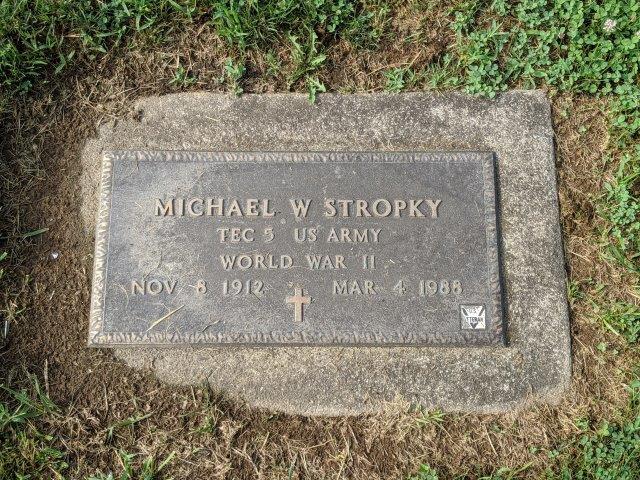 MICHAEL W STROPKY
TEC 5 US ARMY
WORLD WAR II
NOV 8 1912 MAR 4 1988